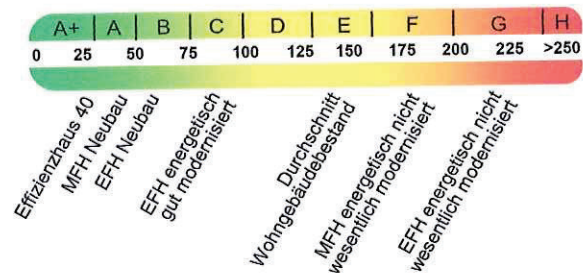 A+ A B C D E F G H
0 25 50 75 100 125 150 175 200 225 >250
Effizienzhaus 40
MFH Neubau
EFH Neubau
EFH energetisch
gut modernisiert
Durchschnitt
Wohngebäudebestand
MFH energetisch nicht
wesentlich modernisiert
EFH energetisch nicht
wesentlich modernisiert